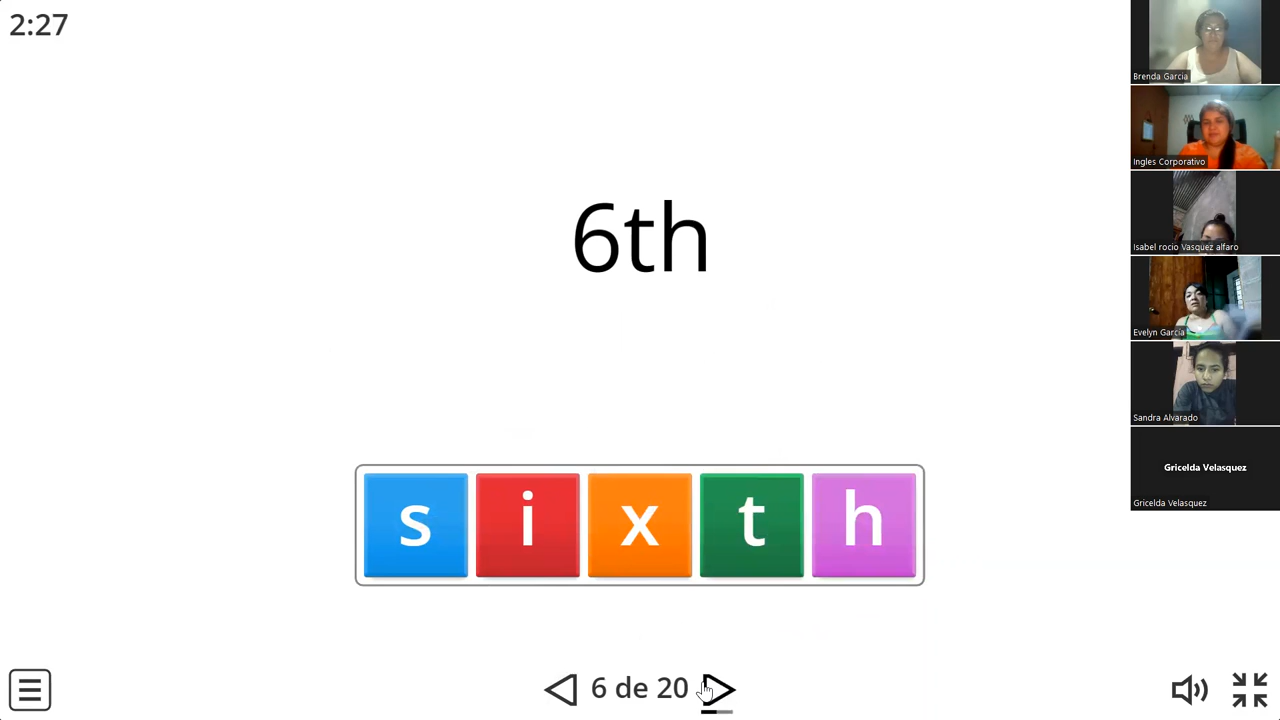 2:27
6th
s i x t h
6 de 20
Brenda Garcia
Ingles Corporativo
Isabel rocio Vasquez alfaro
Evelyn Garcia
Sandra Alvarado
Gricelda Velasquez
Gricelda Velasquez